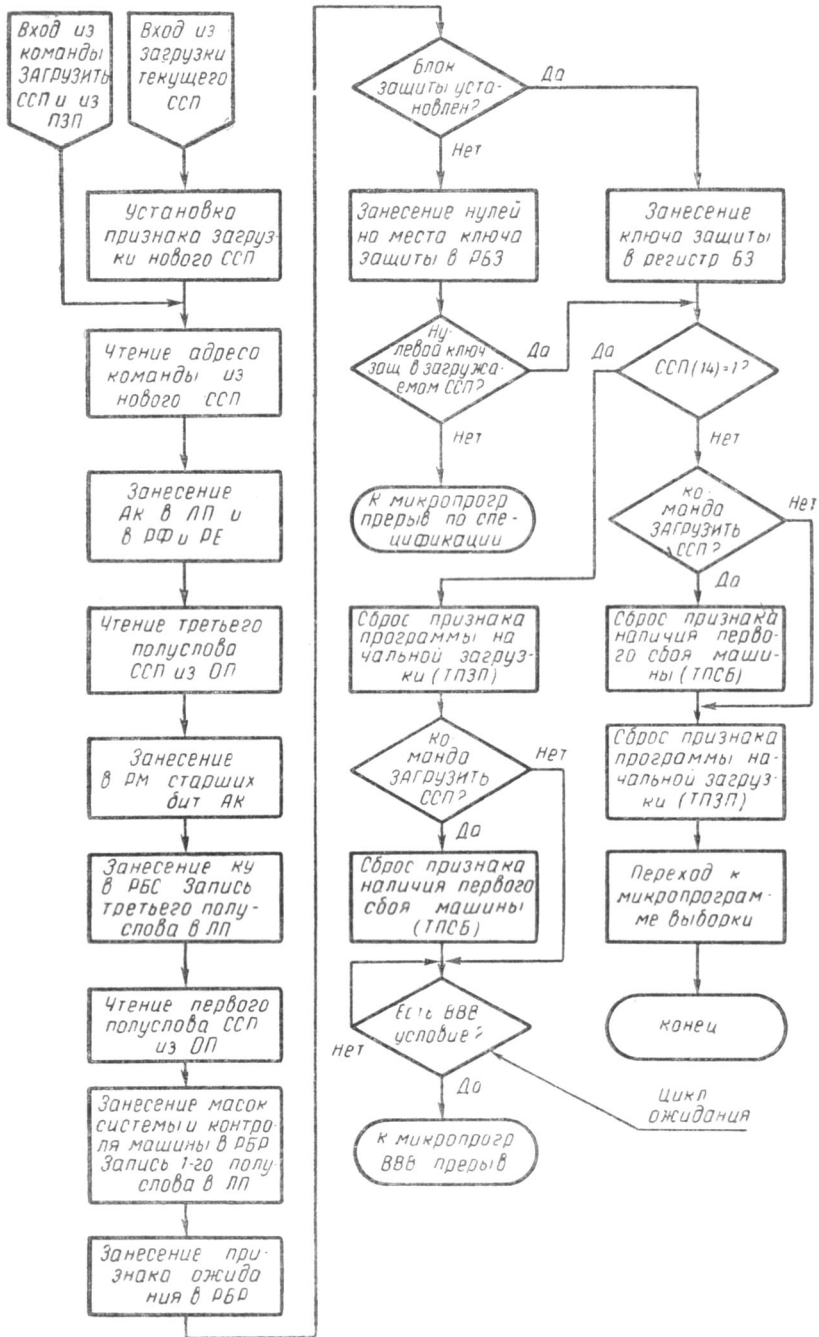 Вход из
команды
ЗАГРУЗИТЬ
ССП и из
ПЗП
Вход из
загрузки
текущего
ССП
Установка
признака загруз-
ки нового ССП
Чтение адреса
команды из
нового ССП
Занесение
АК в ЛП и
в РФ и РЕ
Чтение третьего
полуслова
ССП из ОП
Занесение
в РМ старших
бит АК
Занесение КУ
в РБС Запись
третьего полу-
слова в ЛП
Чтение первого
полуслова ССП
из ОП
Занесение масок
системы и контро-
ля машины в РБР
Запись 1-го полу-
слова в ЛП
Занесение при-
знака ожида
ния в РБР
Блок
защиты уста-
новлен?
Да
Нет
Занесение нулей
на места ключа
защиты в РБЗ
Занесение
ключа защиты
в регистр БЗ
Ну-
левой ключ
защ в загружа-
емом ССП?
Да
Нет
К микропрогр
прерыв по спе-
цификации
Да
ССП(14)=1?
Нет
Ко-
манда
ЗАГРУЗИТЬ
ССП?
Нет
Да
Сброс признака
программы на
чальной загруз-
ки (ТПЗП)
Сброс признака
наличия перво-
го сбоя маши-
ны (ТПСБ)
Ко-
манда
ЗАГРУЗИТЬ
ССП?
Нет
Да
Сброс признака
программы на-
чальной загруз-
ки (ТПЗП)
Сброс признака
наличия первого
сбоя машины
(ТПСБ)
Переход к
микропрограм-
ме выборки
Есть ВВВ
условие?
Нет
Да
конец
Цикл
ожидания
К микропрогр
ВВВ прерыв